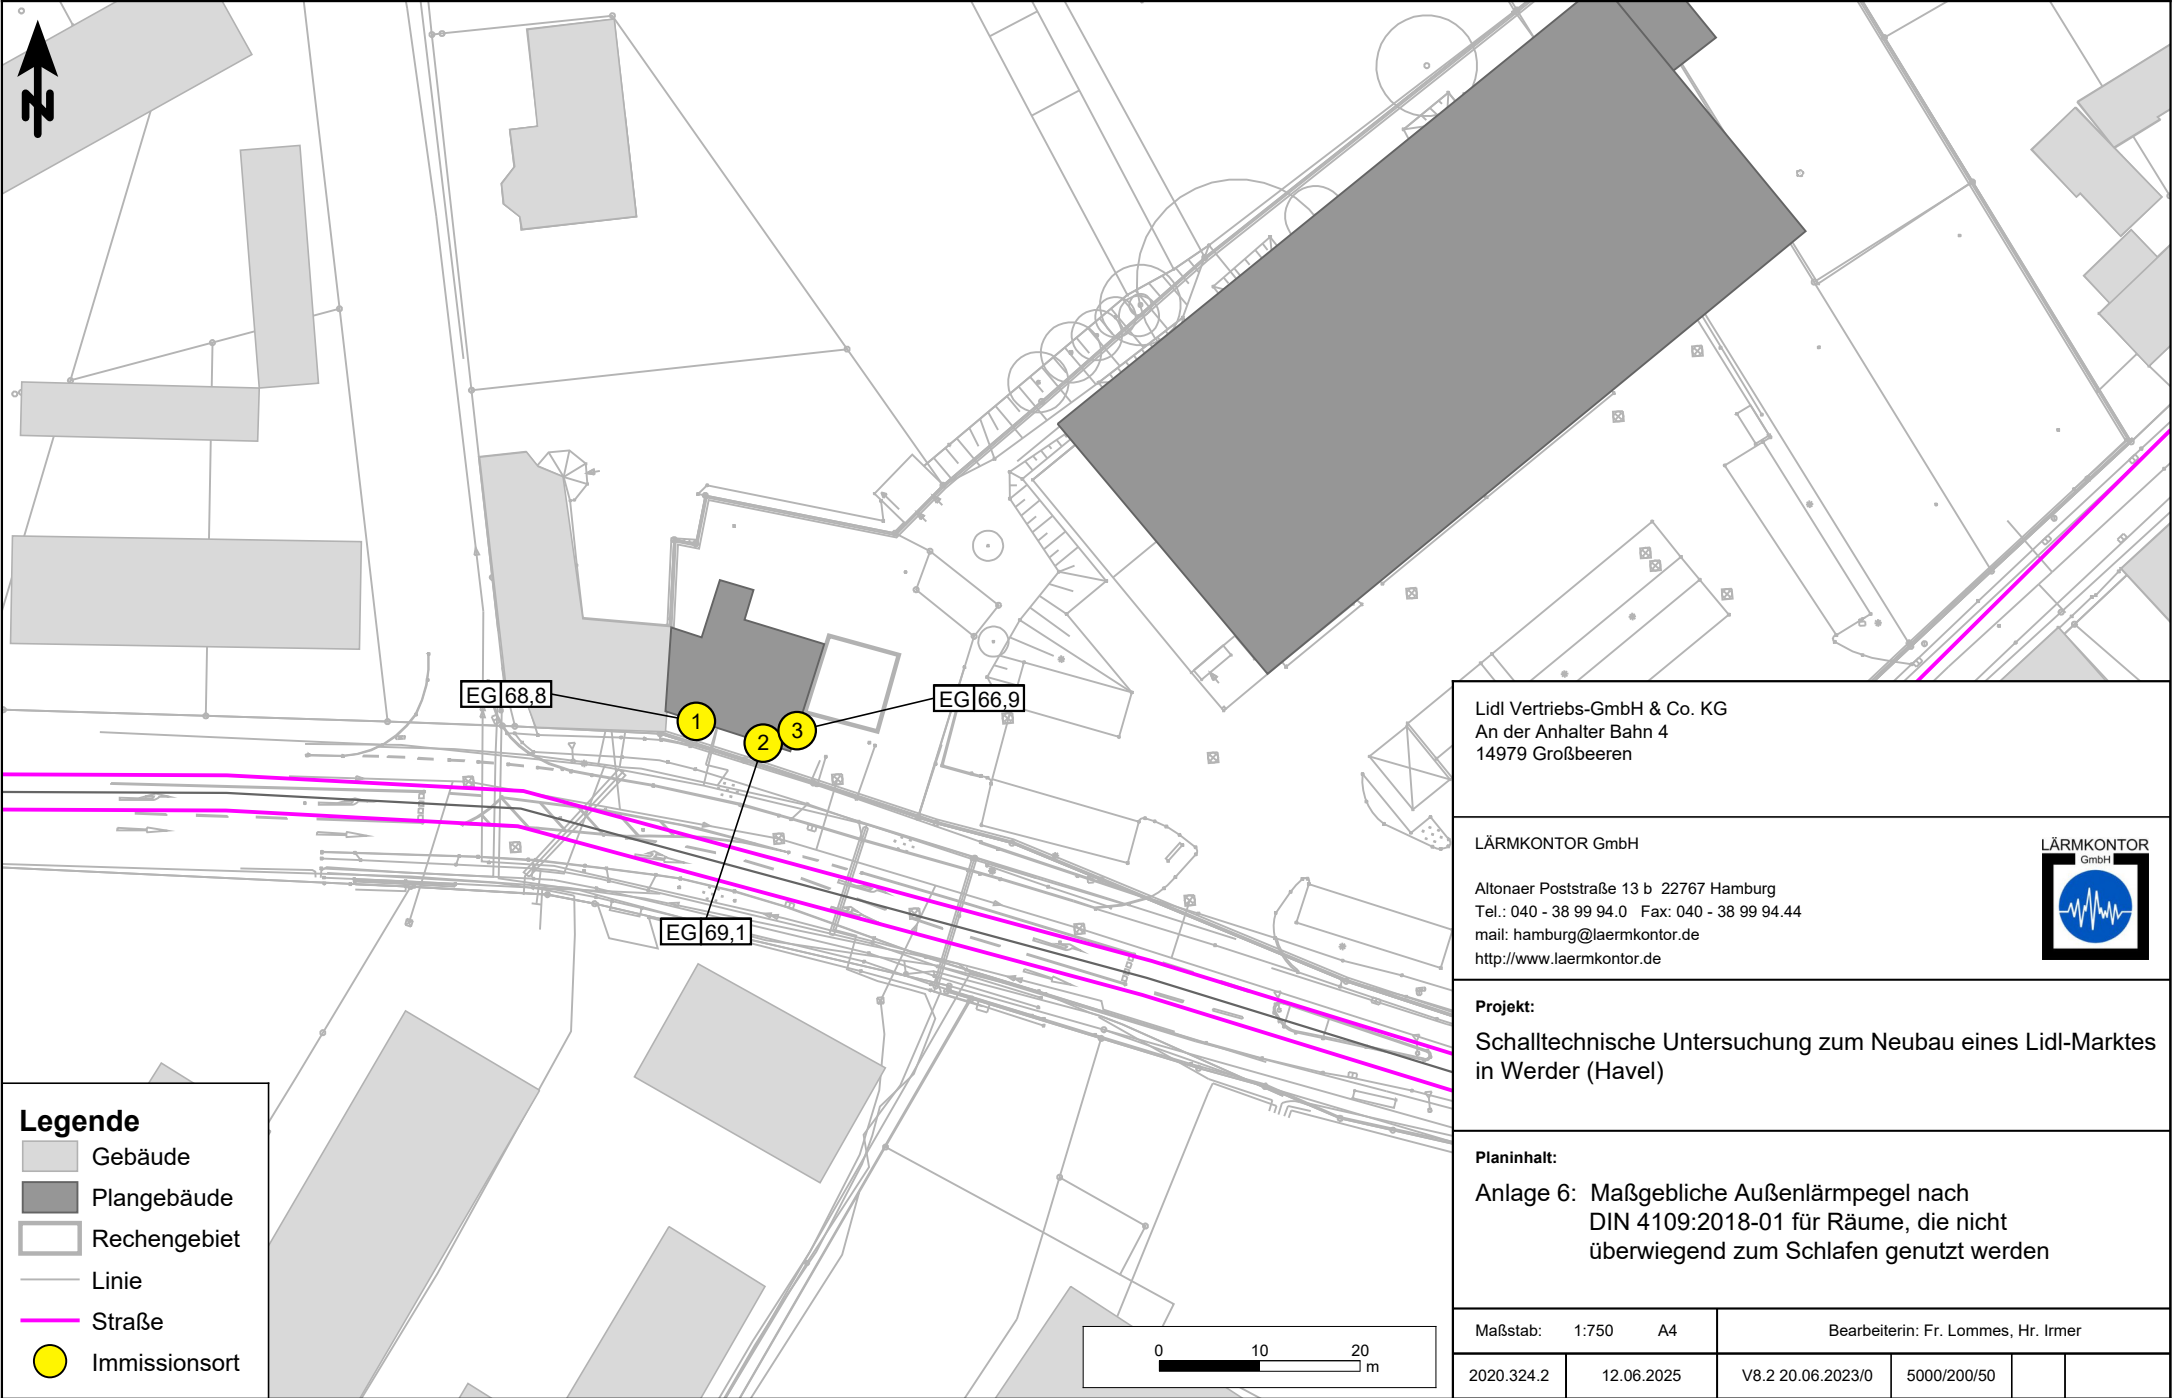 N
EG 68,8
EG 66,9
1
2
3
EG 69,1
Legende
Gebäude
Plangebäude
Rechengebiet
Linie
Straße
Immissionsort
0 10 20
m
Lidl Vertriebs-GmbH & Co. KG
An der Anhalter Bahn 4
14979 Großbeeren
LÄRMKONTOR GmbH
Altonaer Poststraße 13 b 22767 Hamburg
Tel.: 040 - 38 99 94.0 Fax: 040 - 38 99 94.44
mail: hamburg@laermkontor.de
http://www.laermkontor.de
LÄRMKONTOR
GmbH
Projekt:
Schalltechnische Untersuchung zum Neubau eines Lidl-Marktes
in Werder (Havel)
Planinhalt:
Anlage 6: Maßgebliche Außenlärmpegel nach
DIN 4109:2018-01 für Räume, die nicht
überwiegend zum Schlafen genutzt werden
Maßstab: 1:750 A4
Bearbeiterin: Fr. Lommes, Hr. Irmer
2020.324.2 12.06.2025 V8.2 20.06.2023/0 5000/200/50